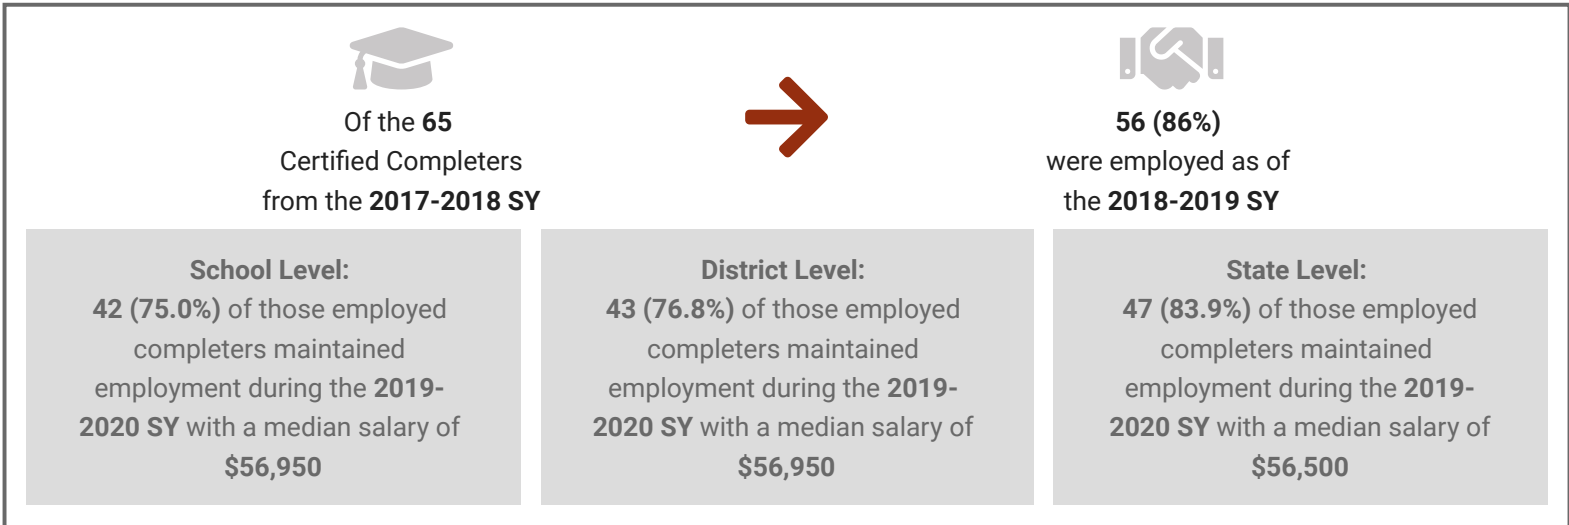 Of the 65
Certified Completers
from the 2017-2018 SY
56 (86%)
were employed as of
the 2018-2019 SY
School Level:
42 (75.0%) of those employed
completers maintained
employment during the 2019-
2020 SY with a median salary of
$56,950
District Level:
43 (76.8%) of those employed
completers maintained
employment during the 2019-
2020 SY with a median salary of
$56,950
State Level:
47 (83.9%) of those employed
completers maintained
employment during the 2019-
2020 SY with a median salary of
$56,500